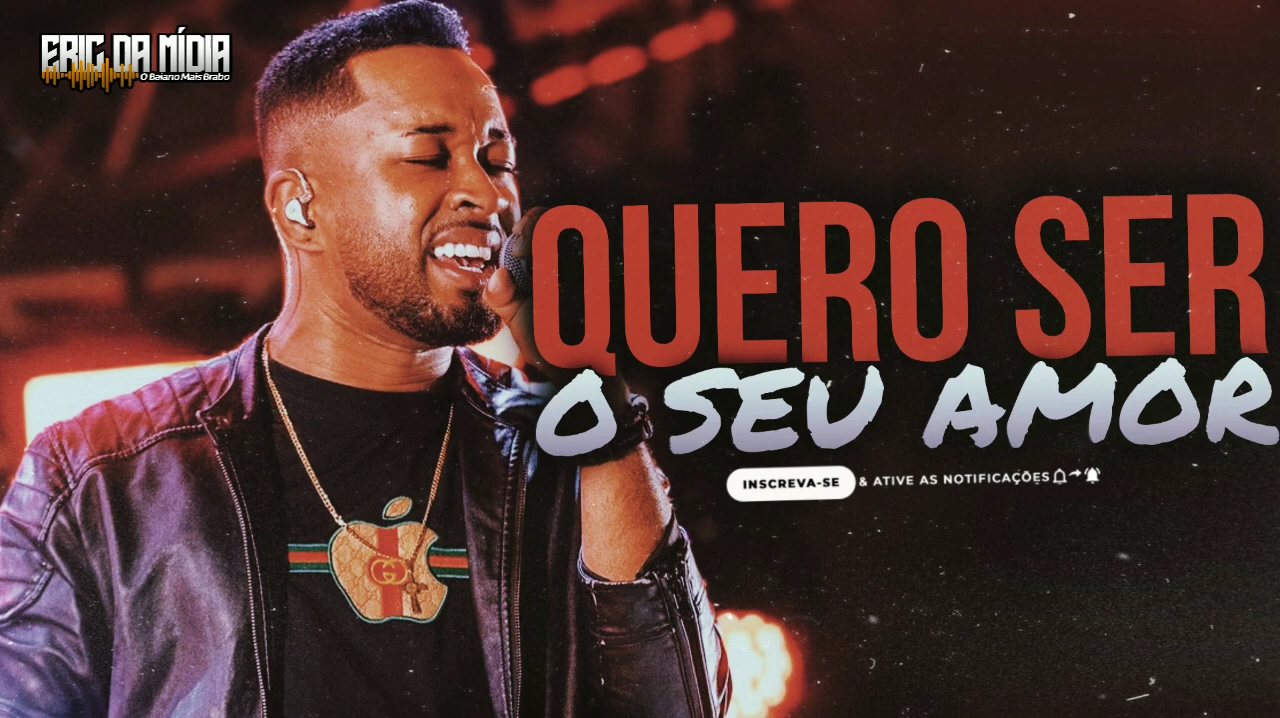 ERIC DA MÍDIA
O Baiano Mais Brabo
QUERO SER
O SEU AMOR
INSCREVA-SE & ATIVE AS NOTIFICAÇÕES